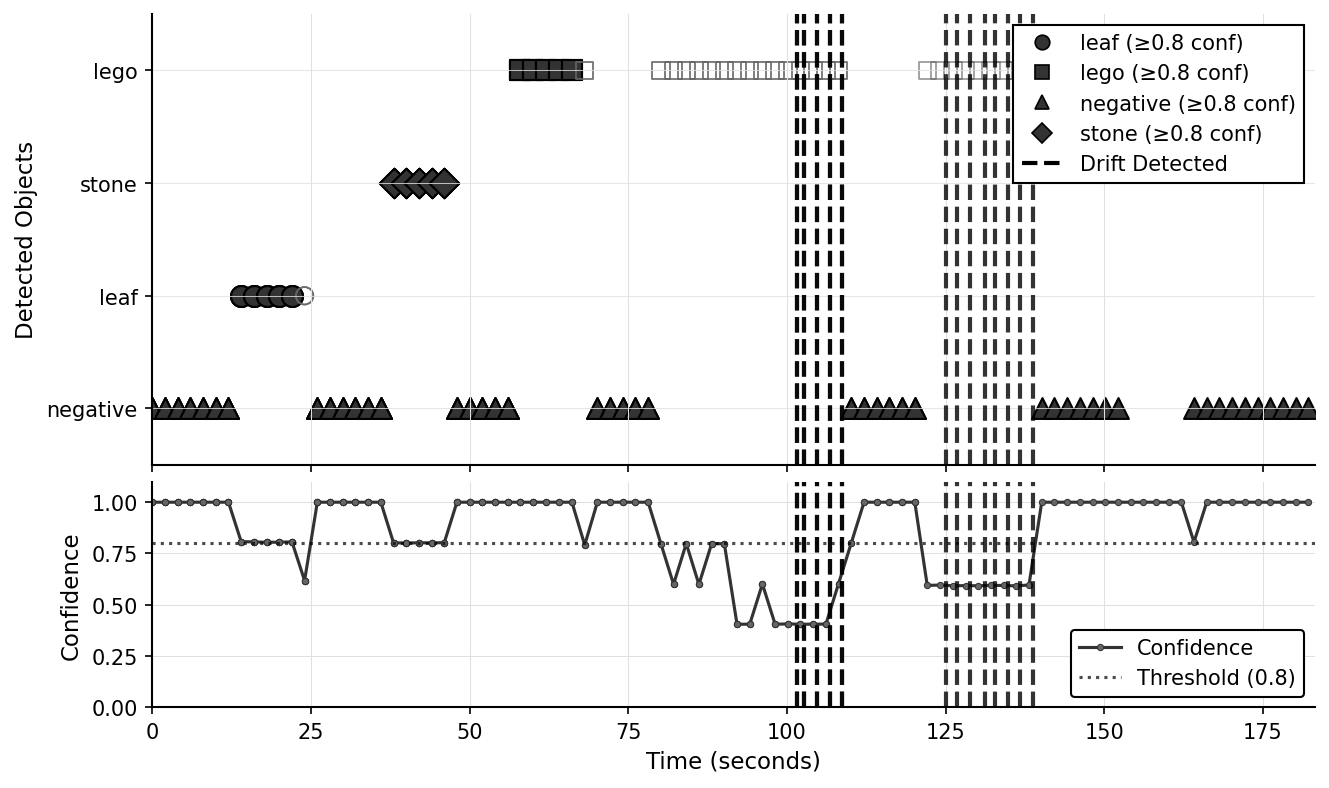 Detected Objects
lego
stone
leaf
negative
leaf (≥0.8 conf)
lego (≥0.8 conf)
negative (≥0.8 conf)
stone (≥0.8 conf)
Drift Detected
Confidence
1.00
0.75
0.50
0.25
0.00
Confidence
Threshold (0.8)
0 25 50 75 100 125 150 175
Time (seconds)